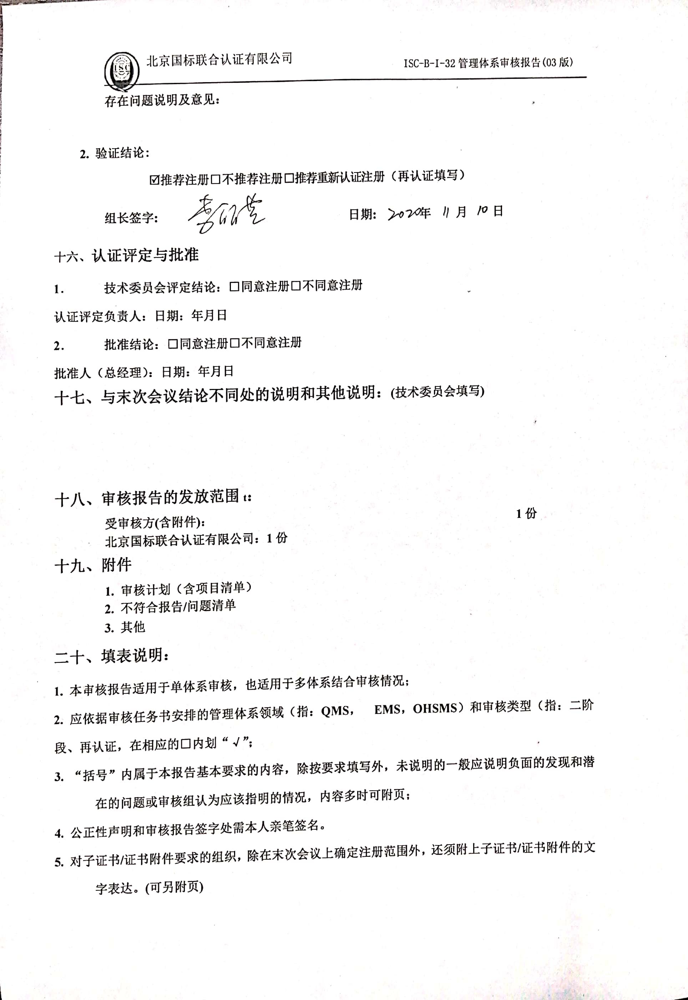 ISC
北京国标联合认证有限公司
ISC-B-I-32 管理体系审核报告(03 版)
存在问题说明及意见：
2. 验证结论：
☑推荐注册□不推荐注册□推荐重新认证注册（再认证填写）
组长签字：
日期：2020年 11 月 10 日
十六、认证评定与批准
1. 技术委员会评定结论：□同意注册□不同意注册
认证评定负责人：日期：年月日
2. 批准结论：□同意注册□不同意注册
批准人（总经理）：日期：年月日
十七、与末次会议结论不同处的说明和其他说明：(技术委员会填写)
十八、审核报告的发放范围 t：
受审核方(含附件)： 1 份
北京国标联合认证有限公司：1 份
十九、附件
1. 审核计划（含项目清单）
2. 不符合报告/问题清单
3. 其他
二十、填表说明：
1. 本审核报告适用于单体系审核，也适用于多体系结合审核情况；
2. 应依据审核任务书安排的管理体系领域（指：QMS， EMS，OHSMS）和审核类型（指：二阶
段、再认证，在相应的□内划“√”；
3. “括号”内属于本报告基本要求的内容，除按要求填写外，未说明的一般应说明负面的发现和潜
在的问题或审核组认为应该指明的情况，内容多时可附页；
4. 公正性声明和审核报告签字处需本人亲笔签名。
5. 对子证书/证书附件要求的组织，除在末次会议上确定注册范围外，还须附上子证书/证书附件的文
字表达。(可另附页)